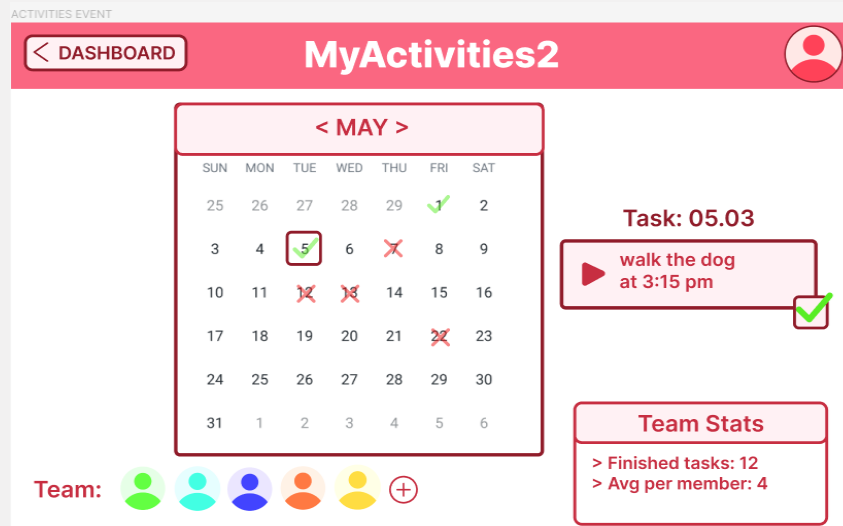 ACTIVITIES EVENT
< DASHBOARD
MyActivities2
< MAY >
SUN MON TUE WED THU FRI SAT
25 26 27 28 29 1 2
3 4 5 6 7 8 9
10 11 12 13 14 15 16
17 18 19 20 21 22 23
24 25 26 27 28 29 30
31 1 2 3 4 5 6
Task: 05.03
walk the dog
at 3:15 pm
Team Stats
> Finished tasks: 12
> Avg per member: 4
Team: